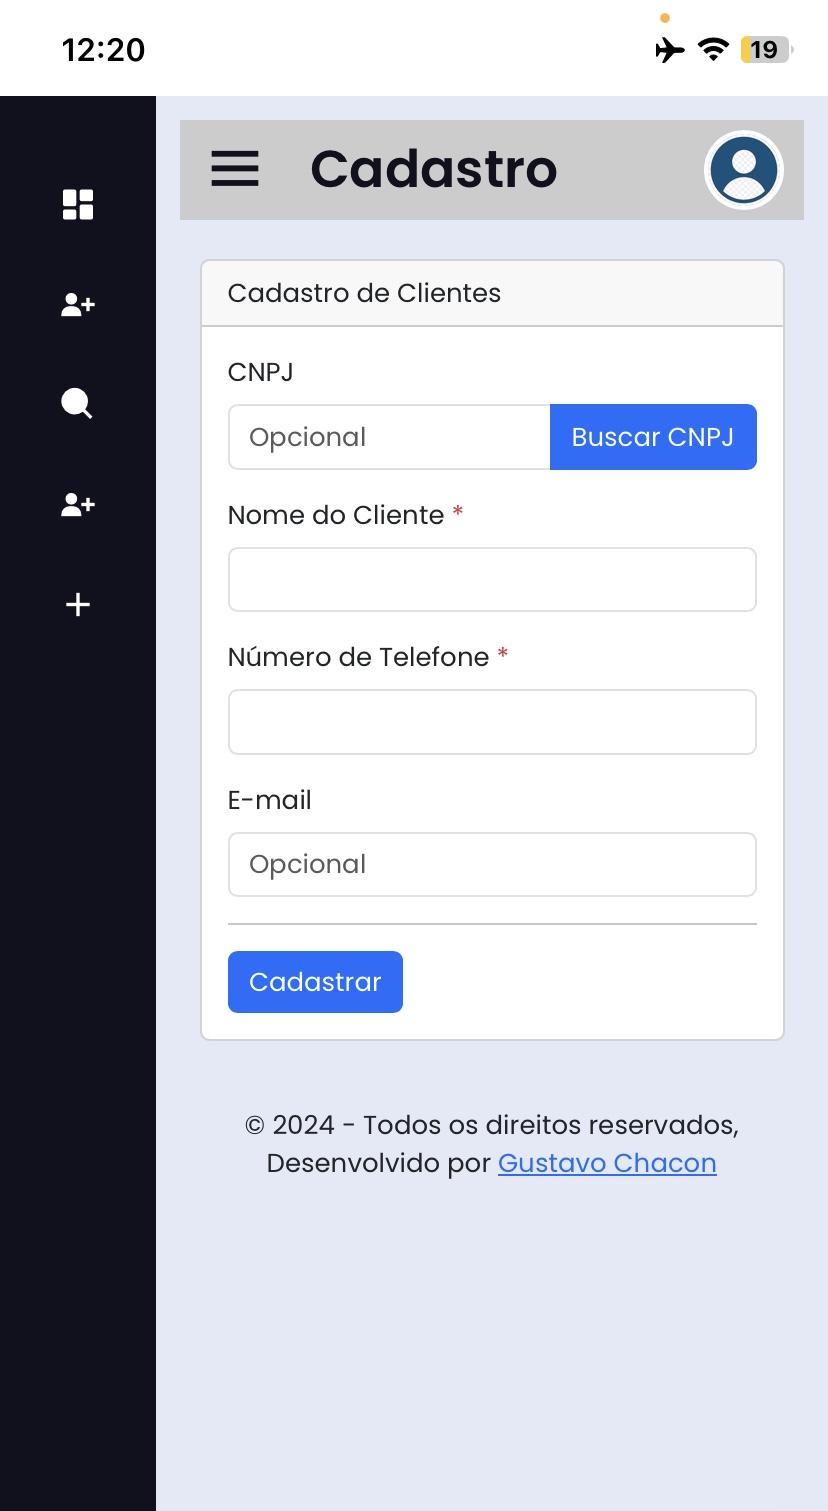 12:20
19
Cadastro
Cadastro de Clientes
CNPJ
Opcional
Buscar CNPJ
Nome do Cliente *
Número de Telefone *
E-mail
Opcional
Cadastrar
© 2024 - Todos os direitos reservados,
Desenvolvido por Gustavo Chacon